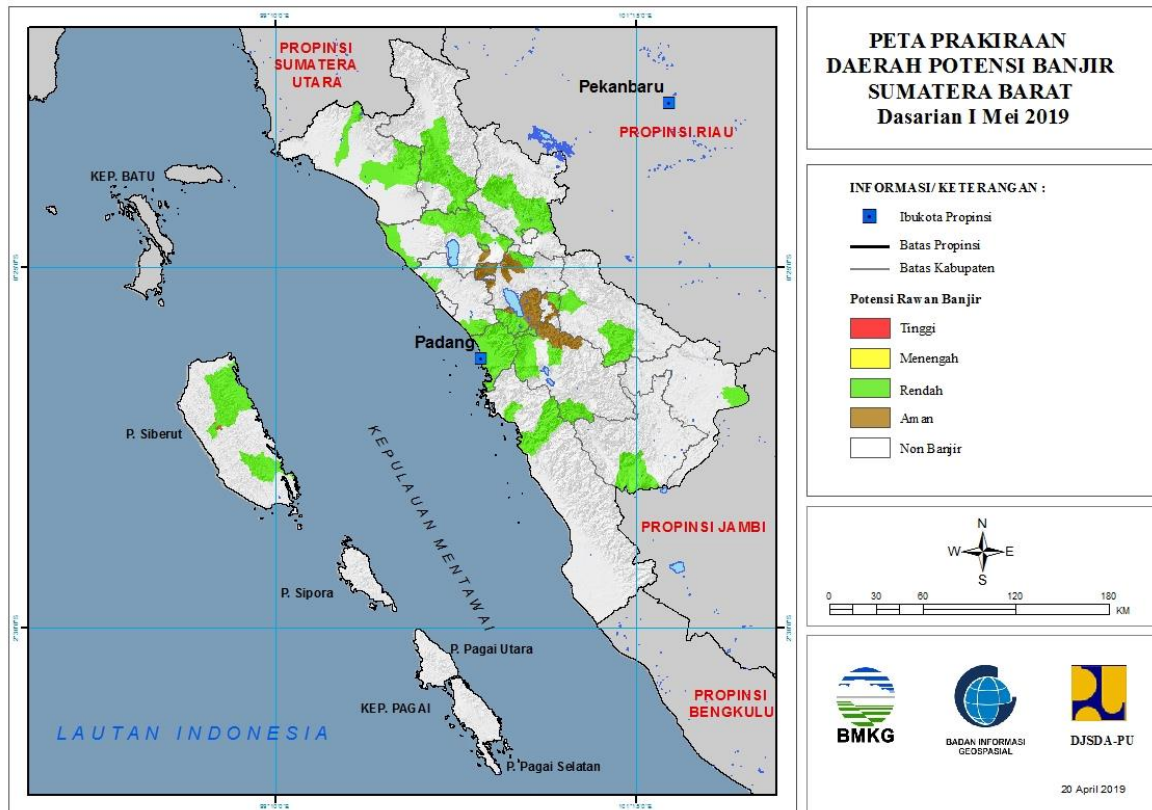 PROPINSI
SUMATERA
UTARA
Pekanbaru
PROPINSI RIAU
KEP. BATU
Padang
P. Siberut
KEPULAUAN MENTAWAI
PROPINSI JAMBI
P. Sipora
P. Pagai Utara
KEP. PAGAI
PROPINSI
BENGKULU
LAUTAN INDONESIA
P. Pagai Selatan
PETA PRAKIRAAN
DAERAH POTENSI BANJIR
SUMATERA BARAT
Dasarian I Mei 2019
INFORMASI/ KETERANGAN :
Ibukota Propinsi
Batas Propinsi
Batas Kabupaten
Potensi Rawan Banjir
Tinggi
Menengah
Rendah
Aman
Non Banjir
N
W E
S
0 30 60 120 180
KM
BMKG
BADAN INFORMASI
GEOSPASIAL
DJSDA-PU
20 April 2019